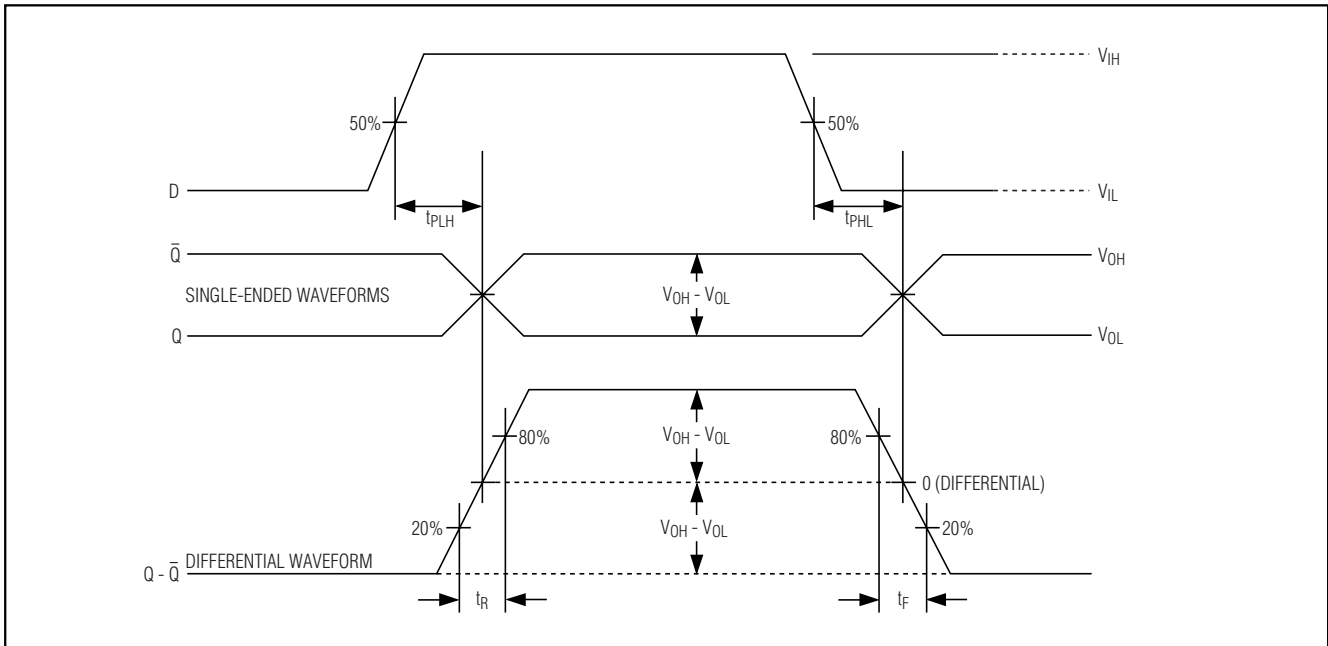 V_IH
50%
50%
D
V_IL
t_PLH
t_PHL
Q̅
V_OH
SINGLE-ENDED WAVEFORMS
V_OH - V_OL
Q
V_OL
80%
V_OH - V_OL
80%
0 (DIFFERENTIAL)
20%
V_OH - V_OL
20%
DIFFERENTIAL WAVEFORM
Q - Q̅
t_R
t_F